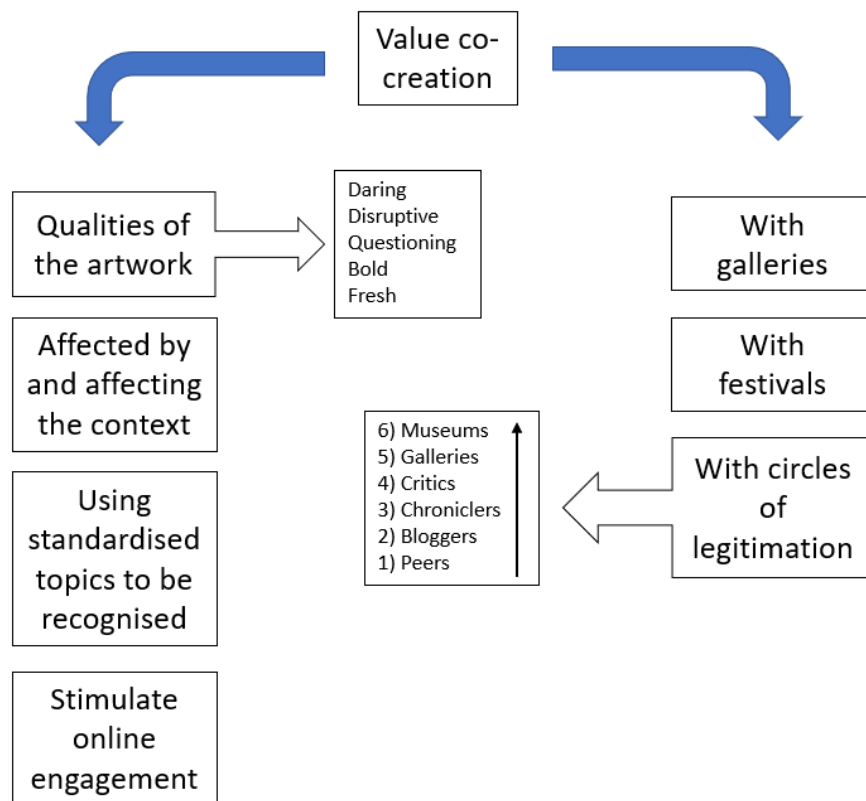 Value co-
creation
Qualities of
the artwork
Daring
Disruptive
Questioning
Bold
Fresh
With
galleries
Affected by
and affecting
the context
With
festivals
6) Museums
5) Galleries
4) Critics
3) Chroniclers
2) Bloggers
1) Peers
With circles
of
legitimation
Using
standardised
topics to be
recognised
Stimulate
online
engagement